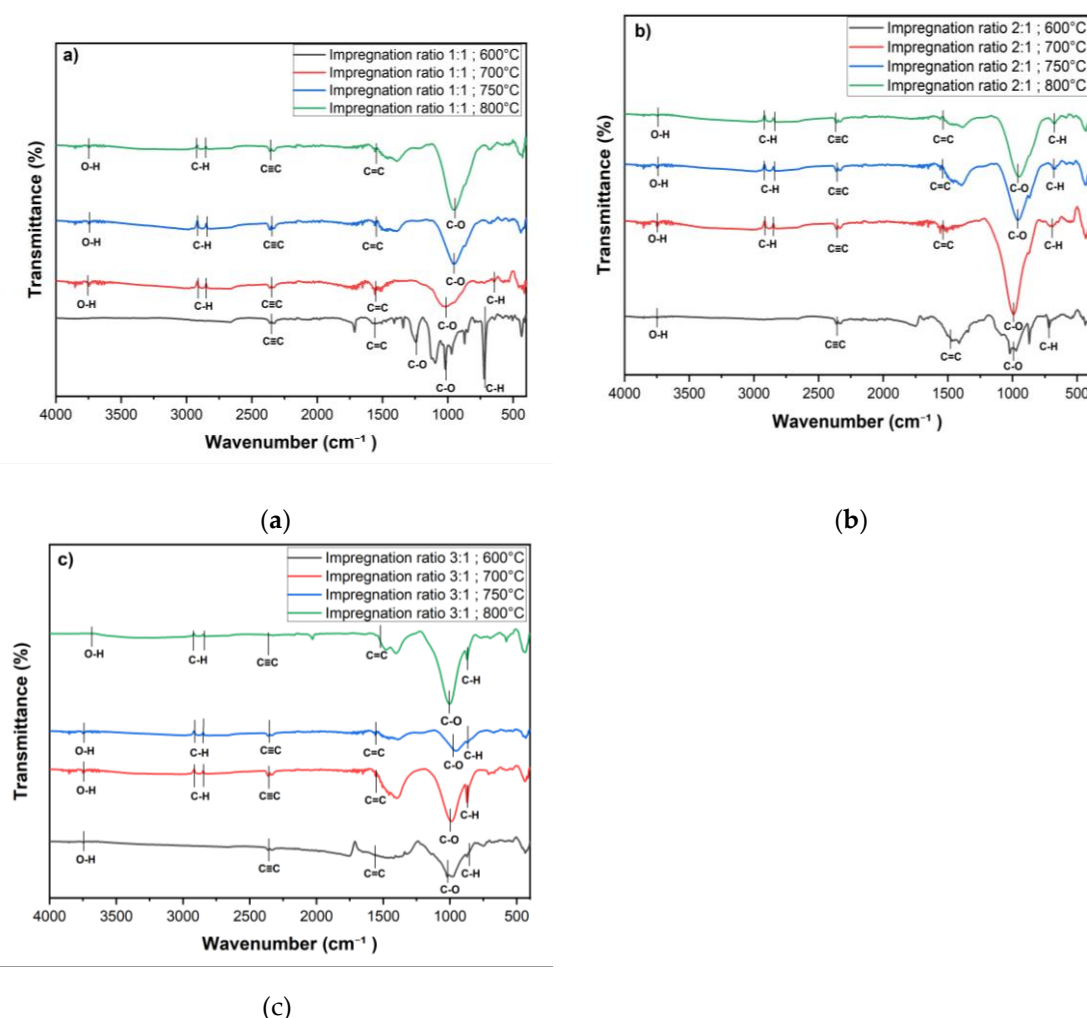 a)
Impregnation ratio 1:1 ; 600°C
Impregnation ratio 1:1 ; 700°C
Impregnation ratio 1:1 ; 750°C
Impregnation ratio 1:1 ; 800°C
O-H
C-H
C≡C
C=C
C-O
O-H
C-H
C≡C
C=C
C-O
O-H
C-H
C≡C
C=C
C-O
C-H
C≡C
C=C
C-O
C-O
C-H
Transmittance (%)
4000 3500 3000 2500 2000 1500 1000 500
Wavenumber (cm⁻¹ )
(a)
b)
Impregnation ratio 2:1 ; 600°C
Impregnation ratio 2:1 ; 700°C
Impregnation ratio 2:1 ; 750°C
Impregnation ratio 2:1 ; 800°C
O-H
C-H
C≡C
C=C
C-O
C-H
O-H
C-H
C≡C
C=C
C-O
C-H
O-H
C-H
C≡C
C=C
C-O
C-H
O-H
C≡C
C=C
C-O
C-H
Transmittance (%)
4000 3500 3000 2500 2000 1500 1000 500
Wavenumber (cm⁻¹ )
(b)
c)
Impregnation ratio 3:1 ; 600°C
Impregnation ratio 3:1 ; 700°C
Impregnation ratio 3:1 ; 750°C
Impregnation ratio 3:1 ; 800°C
O-H
C-H
C≡C
C=C
C-O
C-H
O-H
C-H
C≡C
C=C
C-O
C-H
O-H
C-H
C≡C
C=C
C-O
C-H
O-H
C≡C
C=C
C-O
C-H
Transmittance (%)
4000 3500 3000 2500 2000 1500 1000 500
Wavenumber (cm⁻¹ )
(c)